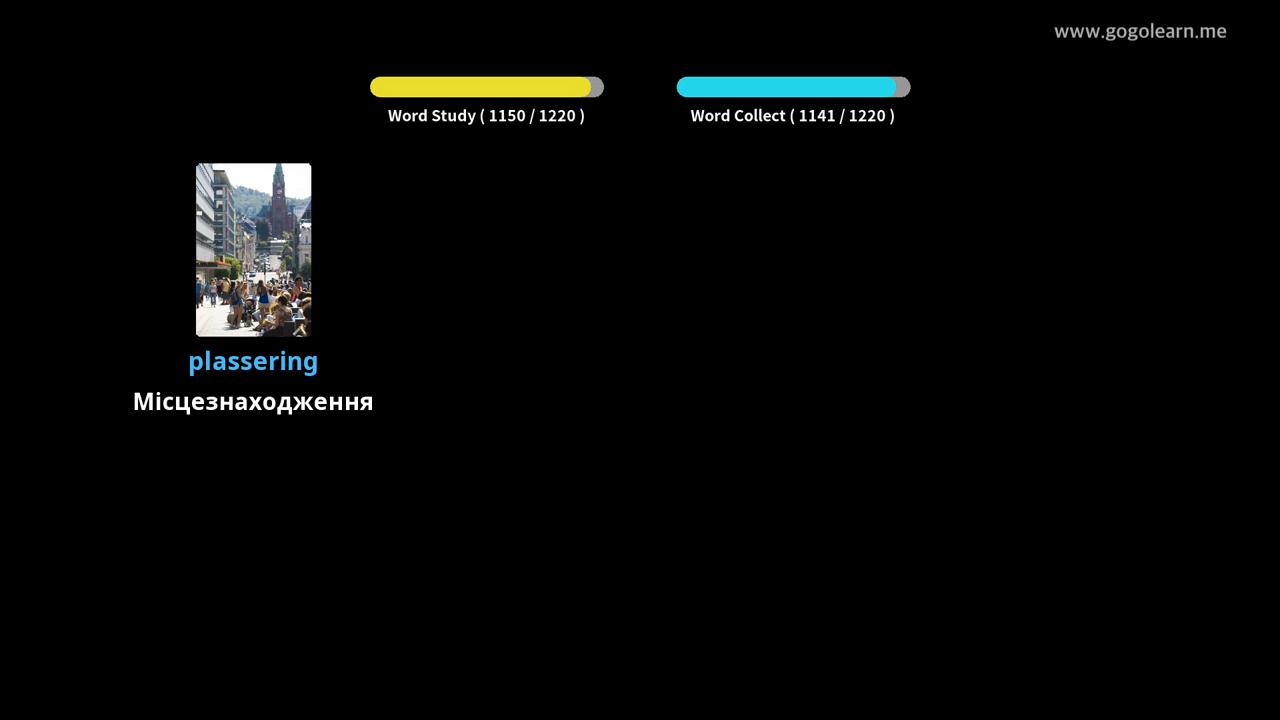 www.gogolearn.me
Word Study ( 1150 / 1220 )
Word Collect ( 1141 / 1220 )
plassering
Місцезнаходження